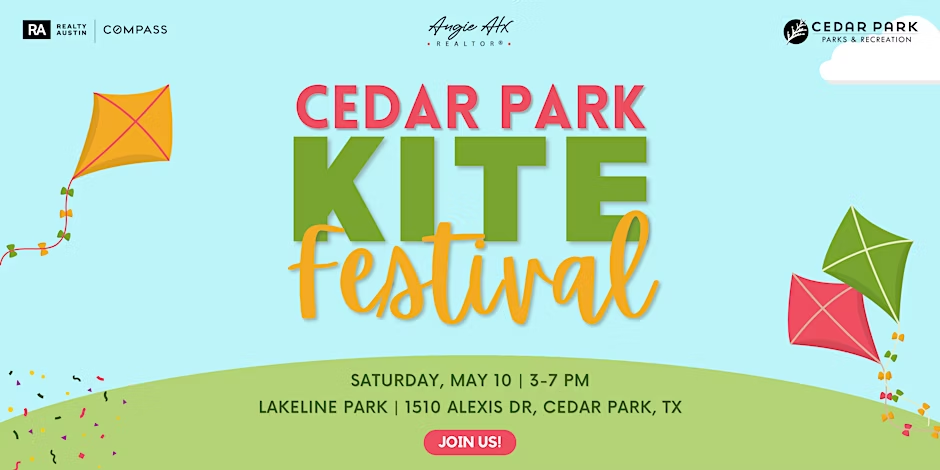 RA REALTY AUSTIN | COMPASS
Angie Atx
• REALTOR® •
CEDAR PARK
PARKS & RECREATION
CEDAR PARK
KITE
Festival
SATURDAY, MAY 10 | 3-7 PM
LAKELINE PARK | 1510 ALEXIS DR, CEDAR PARK, TX
JOIN US!